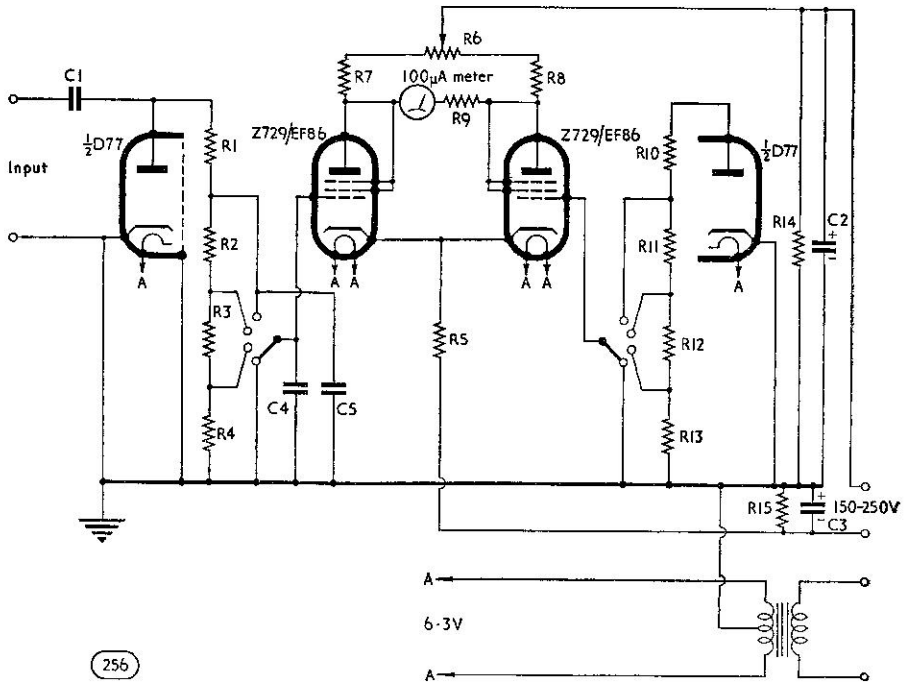 R6
R7
R8
100μA meter
C1
R9
½D77
R1
Z729/EF86
Z729/EF86
R10
½D77
Input
R14
C2
+
-
R2
R11
A
A A
A A
A
R3
R5
R12
C4
C5
R4
R13
R15
+
-
C3
150-250V
A
6·3V
A
256